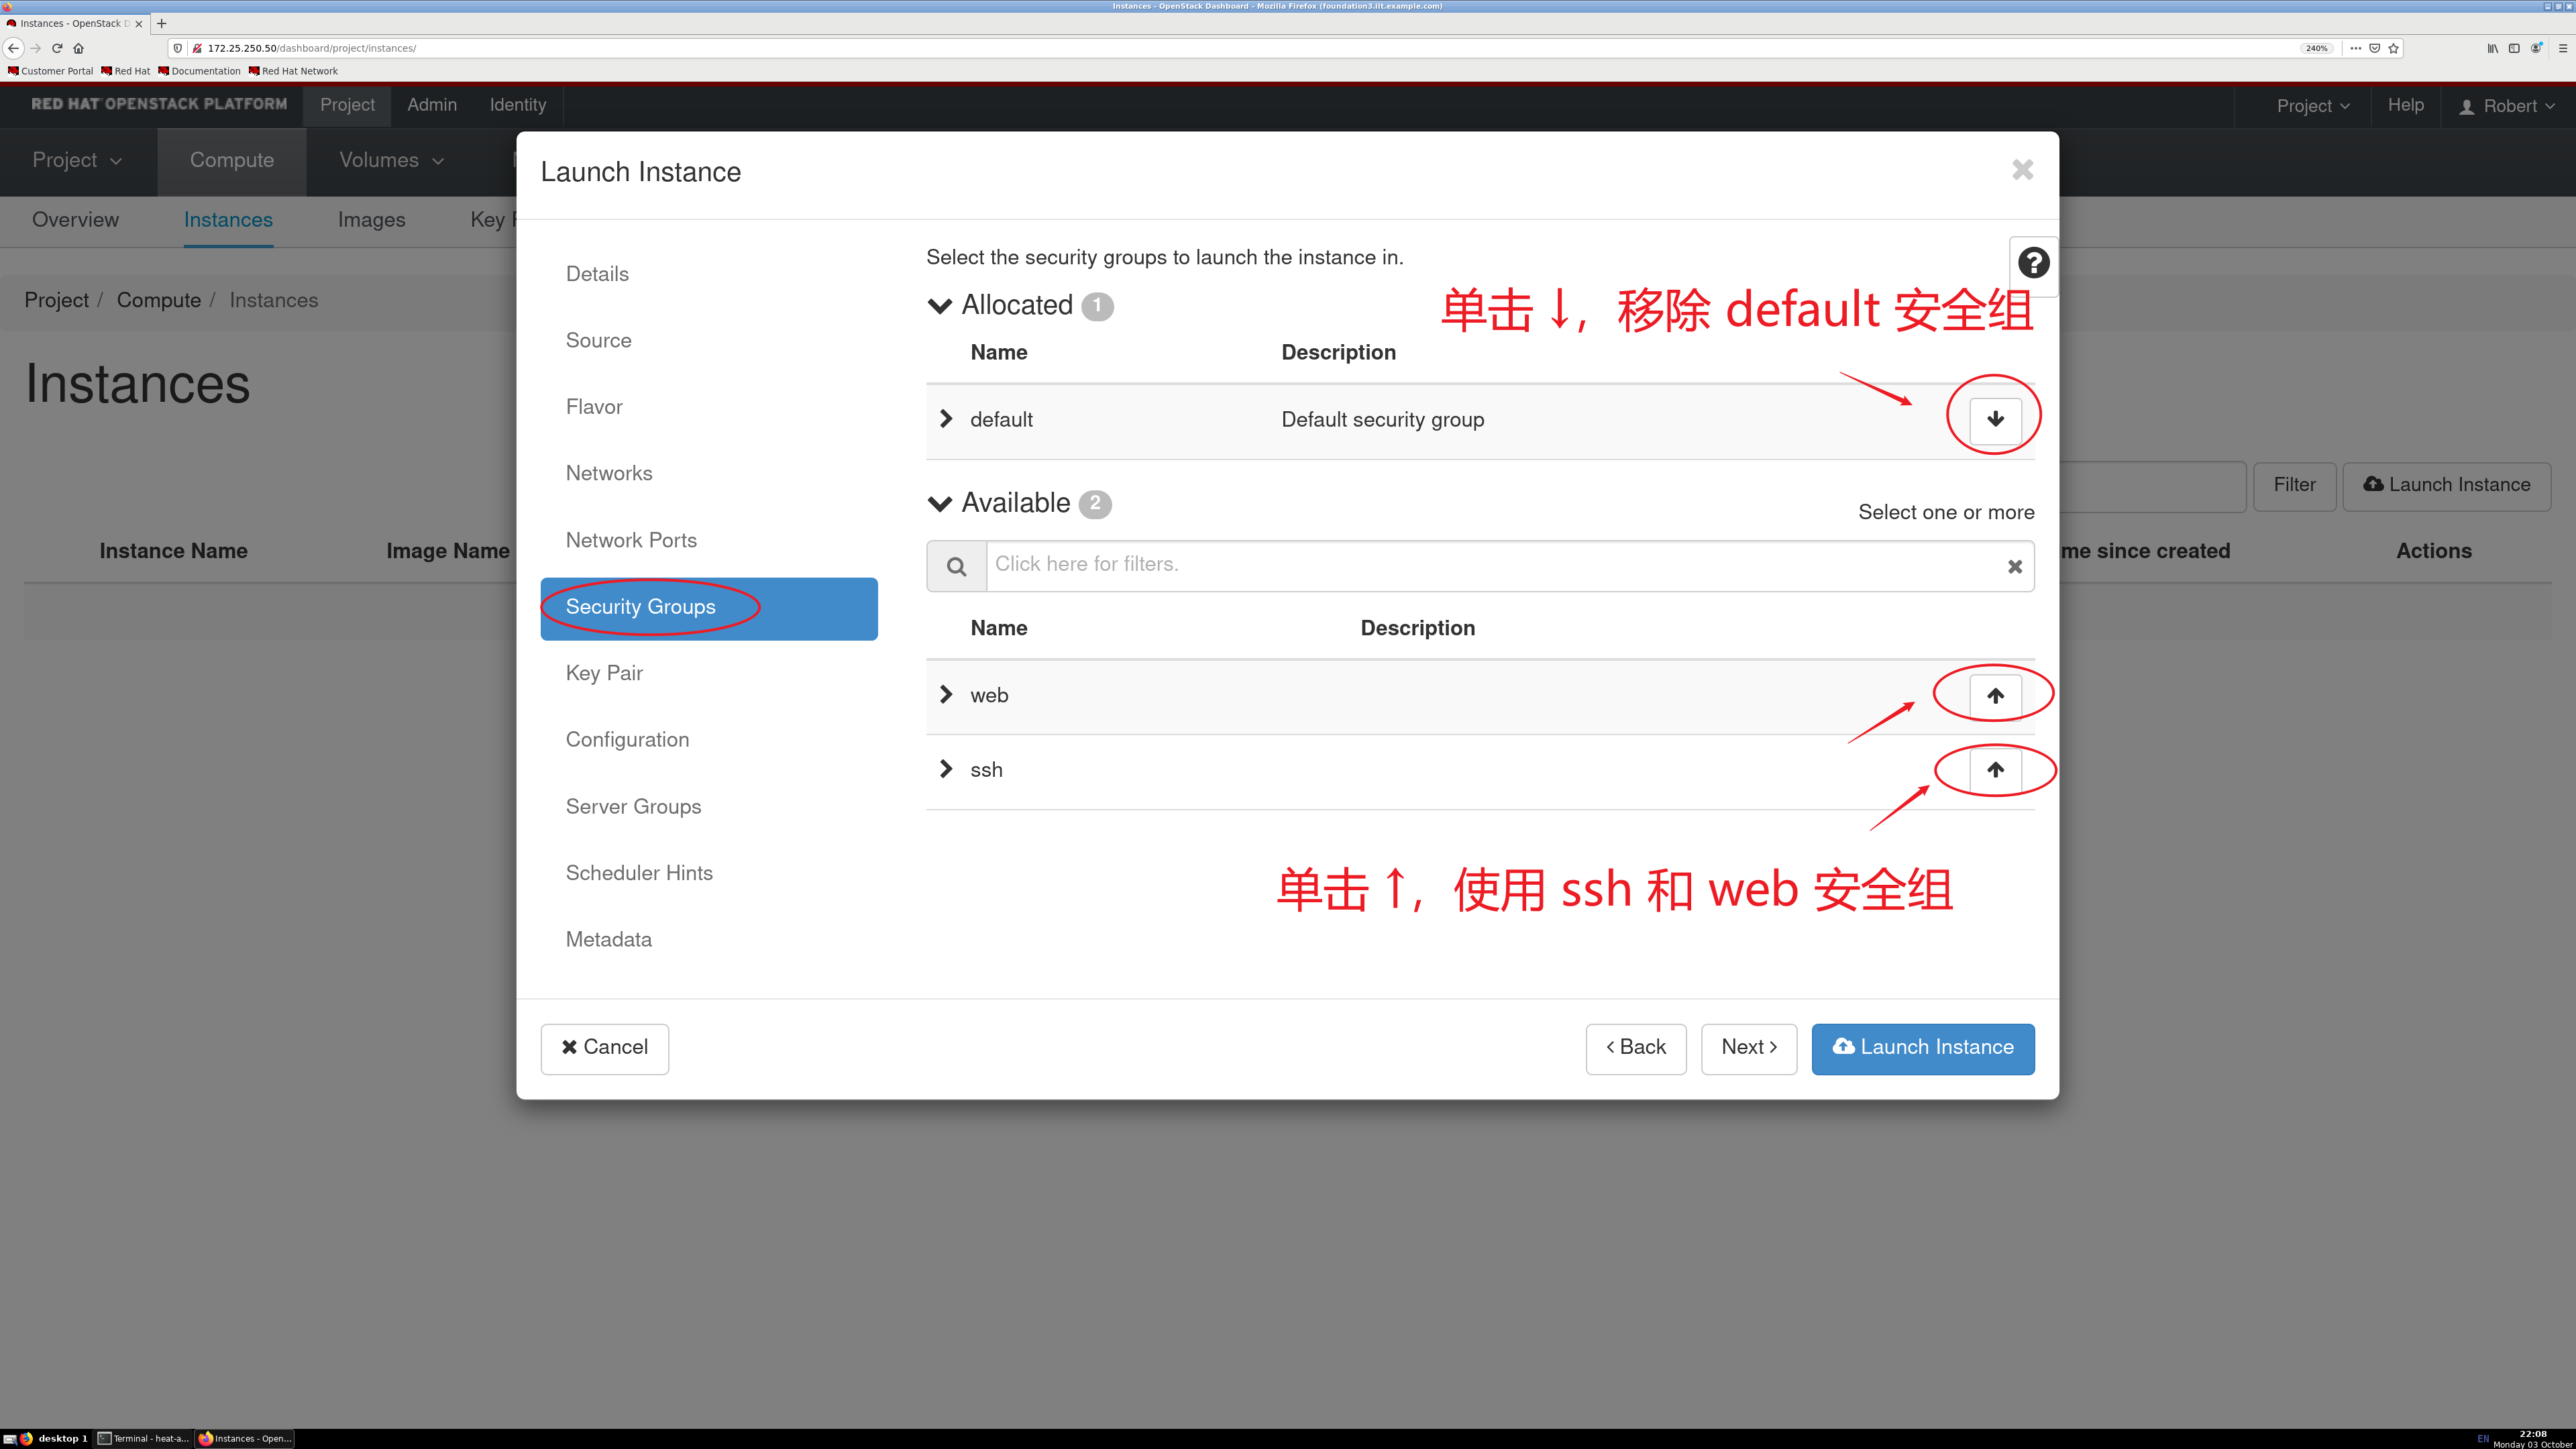 Instances - OpenStack Dashboard - Mozilla Firefox (foundation3.ilt.example.com)
Instances - OpenStack D
172.25.250.50/dashboard/project/instances/
240%
Customer Portal Red Hat Documentation Red Hat Network
RED HAT OPENSTACK PLATFORM Project Admin Identity Project Help Robert
Project Compute Volumes
Overview Instances Images Key
Project / Compute / Instances
Instances
Filter Launch Instance
Instance Name Image Name me since created Actions
Launch Instance
Details
Source
Flavor
Networks
Network Ports
Security Groups
Key Pair
Configuration
Server Groups
Scheduler Hints
Metadata
Select the security groups to launch the instance in.
Allocated 1
单击↓，移除 default 安全组
Name Description
default Default security group
Available 2
Select one or more
Click here for filters.
Name Description
web
ssh
单击↑，使用 ssh 和 web 安全组
Cancel < Back Next > Launch Instance
desktop 1 Terminal - heat-a... Instances - Open...
EN 22:08
Monday 03 October